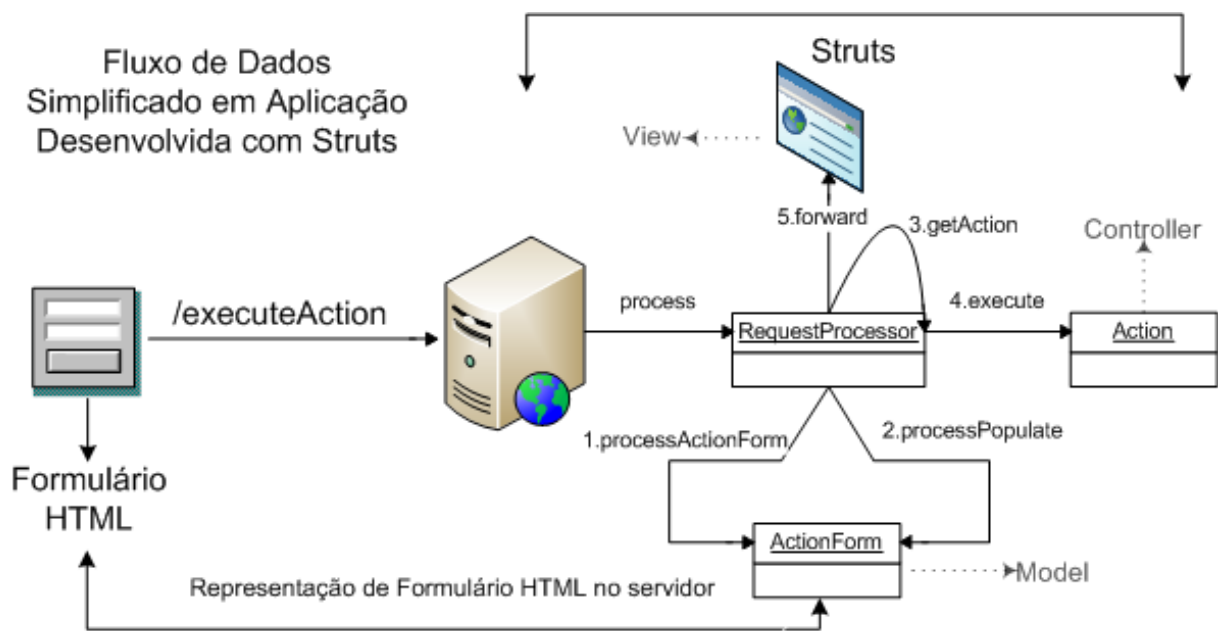 Fluxo de Dados
Simplificado em Aplicação
Desenvolvida com Struts
Struts
View
5.forward
3.getAction
Controller
/executeAction
process
4.execute
RequestProcessor
Action
1.processActionForm
2.processPopulate
Formulário
HTML
ActionForm
Model
Representação de Formulário HTML no servidor